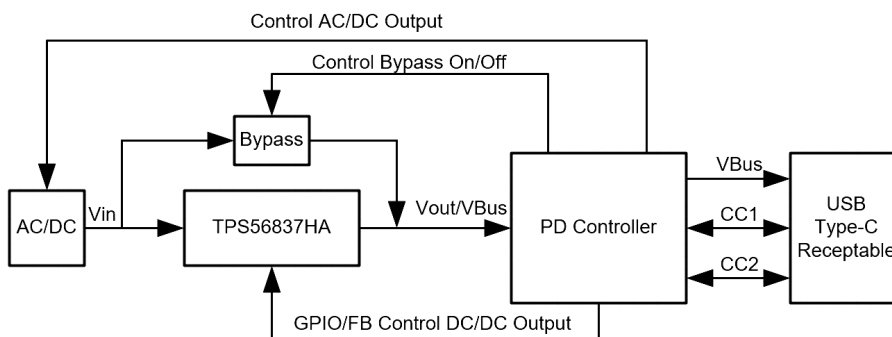 Control AC/DC Output
Control Bypass On/Off
Bypass
AC/DC
Vin
TPS56837HA
Vout/VBus
PD Controller
VBus
CC1
CC2
USB
Type-C
Receptable
GPIO/FB Control DC/DC Output